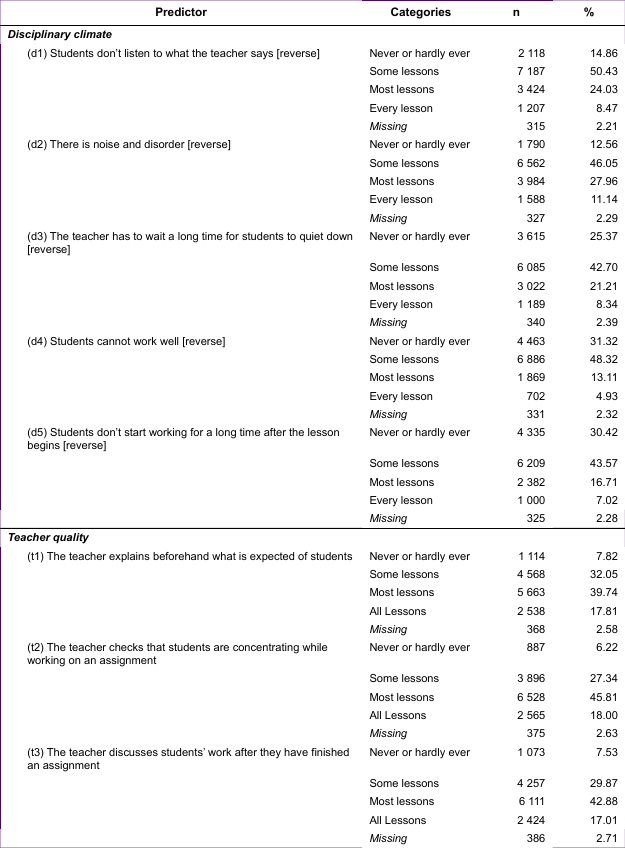 Predictor Categories n %
Disciplinary climate
(d1) Students don't listen to what the teacher says [reverse] Never or hardly ever 2 118 14.86
Some lessons 7 187 50.43
Most lessons 3 424 24.03
Every lesson 1 207 8.47
Missing 315 2.21
(d2) There is noise and disorder [reverse] Never or hardly ever 1 790 12.56
Some lessons 6 562 46.05
Most lessons 3 984 27.96
Every lesson 1 588 11.14
Missing 327 2.29
(d3) The teacher has to wait a long time for students to quiet down Never or hardly ever 3 615 25.37
[reverse]
Some lessons 6 085 42.70
Most lessons 3 022 21.21
Every lesson 1 189 8.34
Missing 340 2.39
(d4) Students cannot work well [reverse] Never or hardly ever 4 463 31.32
Some lessons 6 886 48.32
Most lessons 1 869 13.11
Every lesson 702 4.93
Missing 331 2.32
(d5) Students don't start working for a long time after the lesson Never or hardly ever 4 335 30.42
begins [reverse]
Some lessons 6 209 43.57
Most lessons 2 382 16.71
Every lesson 1 000 7.02
Missing 325 2.28
Teacher quality
(t1) The teacher explains beforehand what is expected of students Never or hardly ever 1 114 7.82
Some lessons 4 568 32.05
Most lessons 5 663 39.74
All Lessons 2 538 17.81
Missing 368 2.58
(t2) The teacher checks that students are concentrating while Never or hardly ever 887 6.22
working on an assignment
Some lessons 3 896 27.34
Most lessons 6 528 45.81
All Lessons 2 565 18.00
Missing 375 2.63
(t3) The teacher discusses students' work after they have finished Never or hardly ever 1 073 7.53
an assignment
Some lessons 4 257 29.87
Most lessons 6 111 42.88
All Lessons 2 424 17.01
Missing 386 2.71